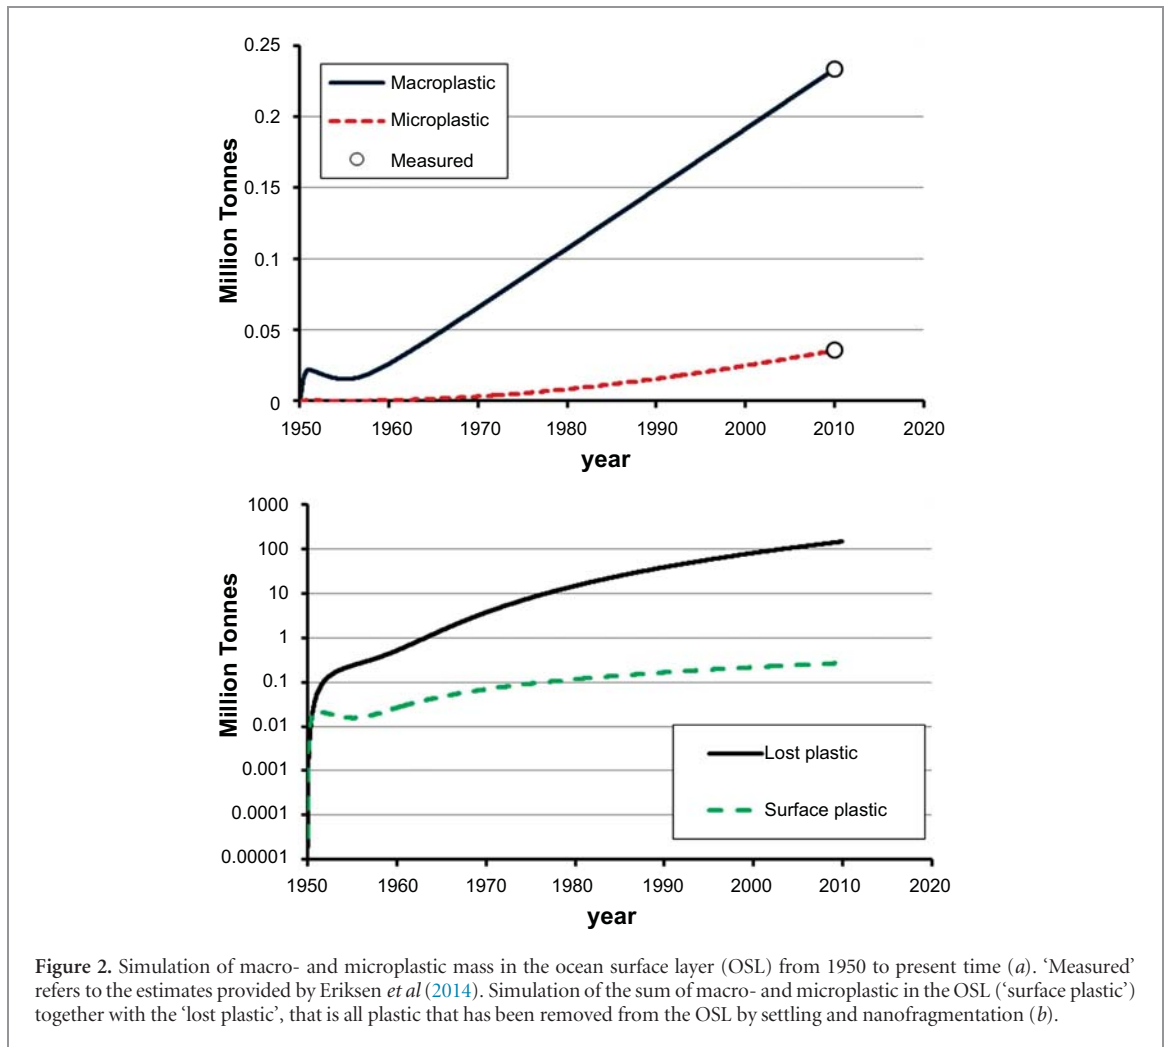 0.25
0.2
0.15
0.1
0.05
0
Million Tonnes
Macroplastic
Microplastic
Measured
1950 1960 1970 1980 1990 2000 2010 2020
year
1000
100
10
1
0.1
0.01
0.001
0.0001
0.00001
Million Tonnes
Lost plastic
Surface plastic
1950 1960 1970 1980 1990 2000 2010 2020
year
Figure 2. Simulation of macro- and microplastic mass in the ocean surface layer (OSL) from 1950 to present time (a). ‘Measured’
refers to the estimates provided by Eriksen et al (2014). Simulation of the sum of macro- and microplastic in the OSL (‘surface plastic’)
together with the ‘lost plastic’, that is all plastic that has been removed from the OSL by settling and nanofragmentation (b).